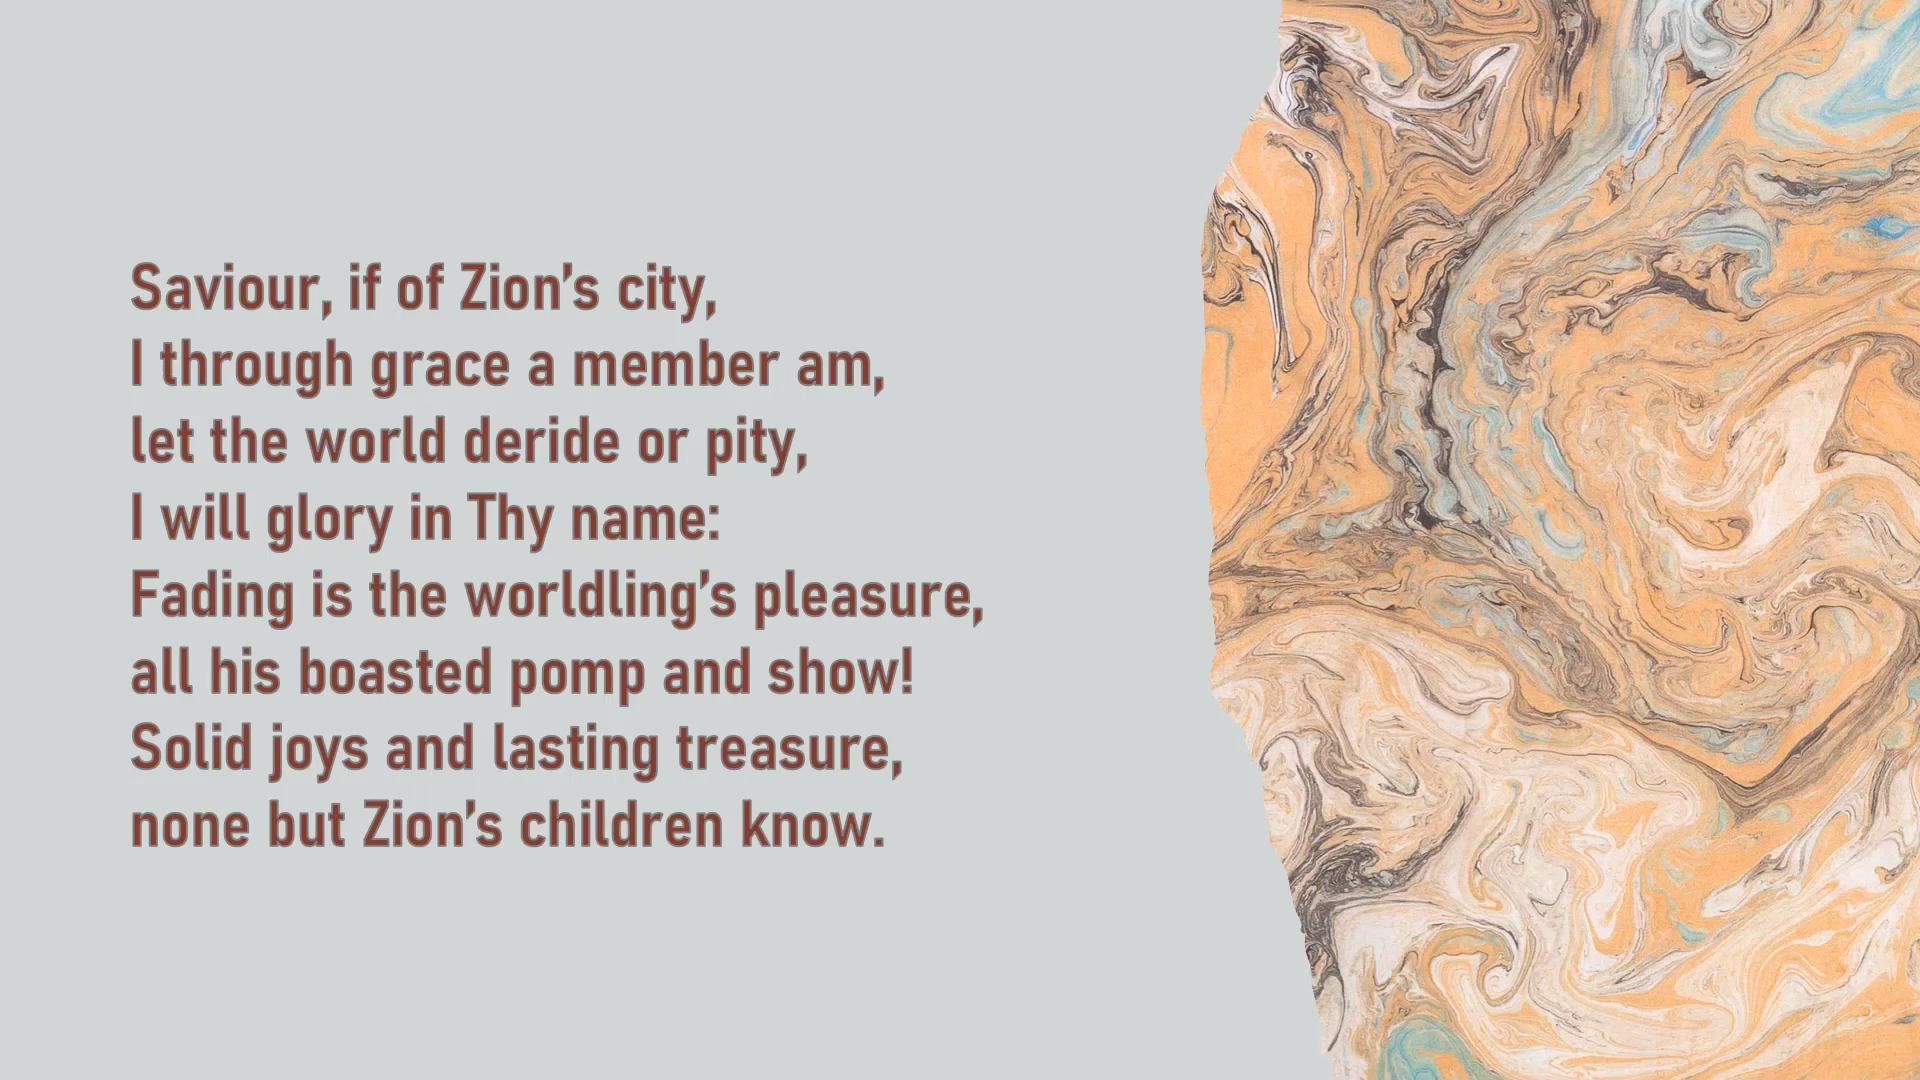 Saviour, if of Zion’s city,
I through grace a member am,
let the world deride or pity,
I will glory in Thy name:
Fading is the worldling’s pleasure,
all his boasted pomp and show!
Solid joys and lasting treasure,
none but Zion’s children know.